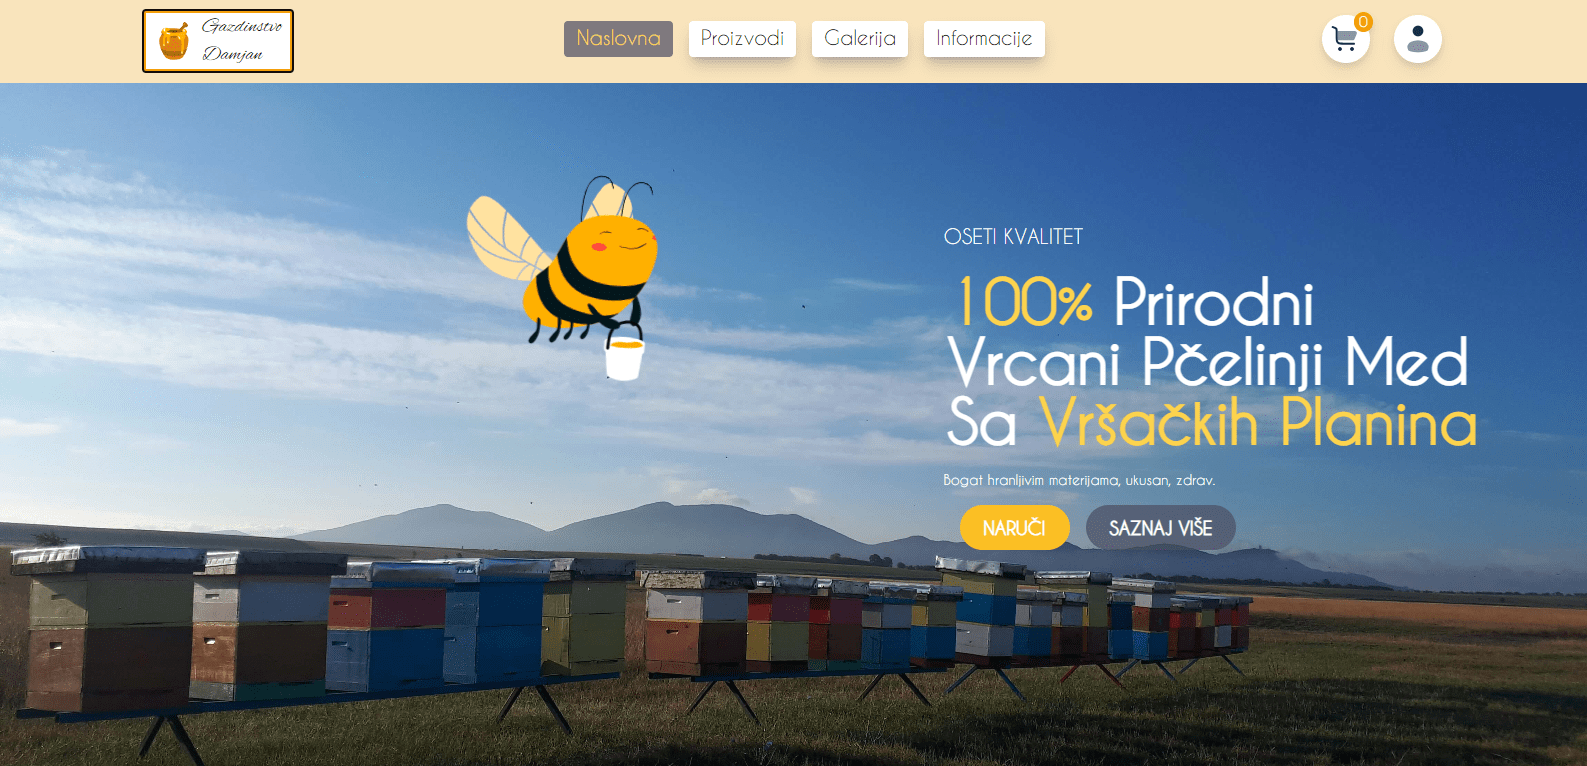 Gazdinstvo
Damjan
Naslovna
Proizvodi
Galerija
Informacije
0
OSETI KVALITET
100% Prirodni
Vrcani Pčelinji Med
Sa Vršačkih Planina
Bogat hranljivim materijama, ukusan, zdrav.
NARUČI
SAZNAJ VIŠE